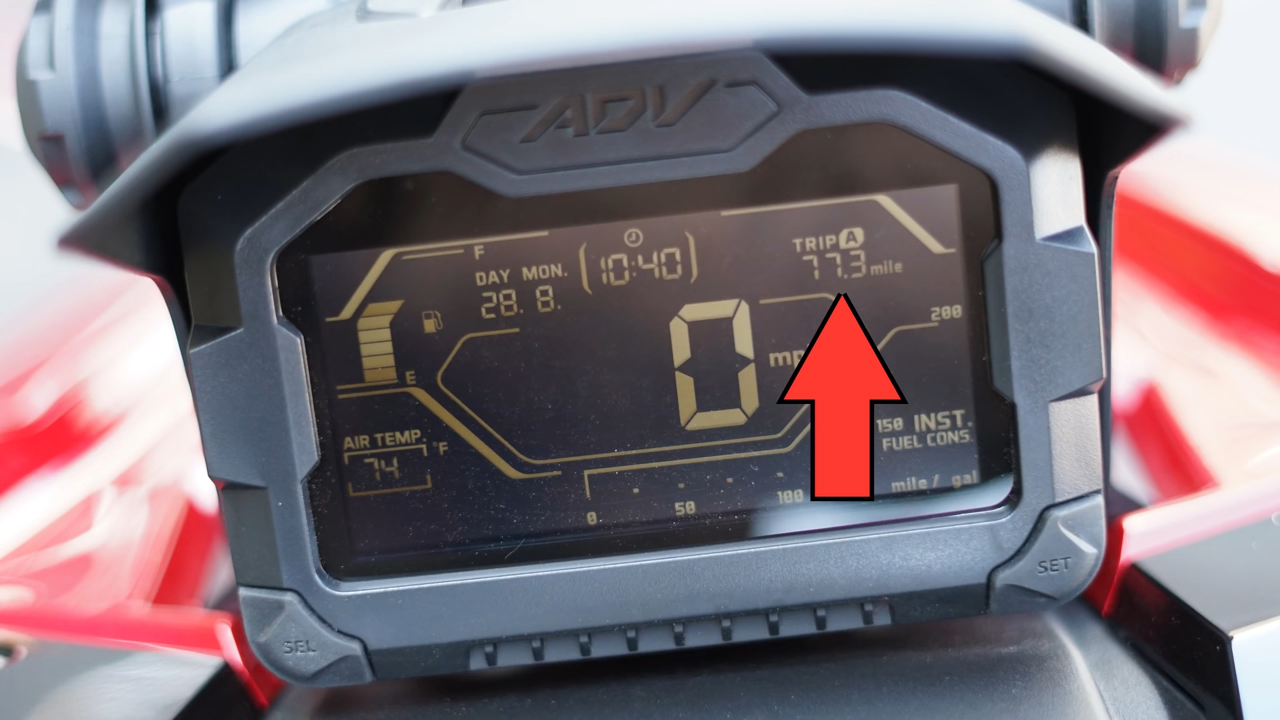 ADV
F
DAY MON.
28. 8.
(10:40)
TRIP A
77.3 mile
E
0
200
AIR TEMP.
74 °F
150 INST.
FUEL CONS.
mile / gal
0 50 100
SEL
SET